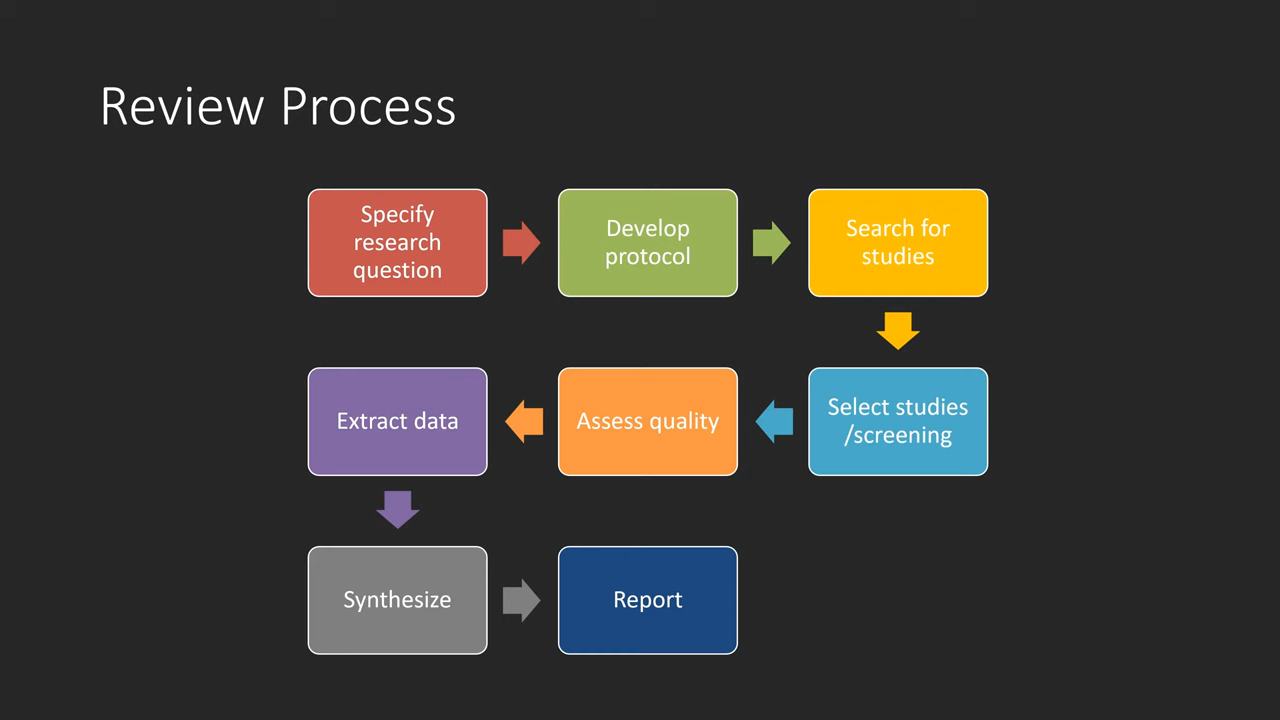 Review Process
Specify
research
question
Develop
protocol
Search for
studies
Extract data
Assess quality
Select studies
/screening
Synthesize
Report